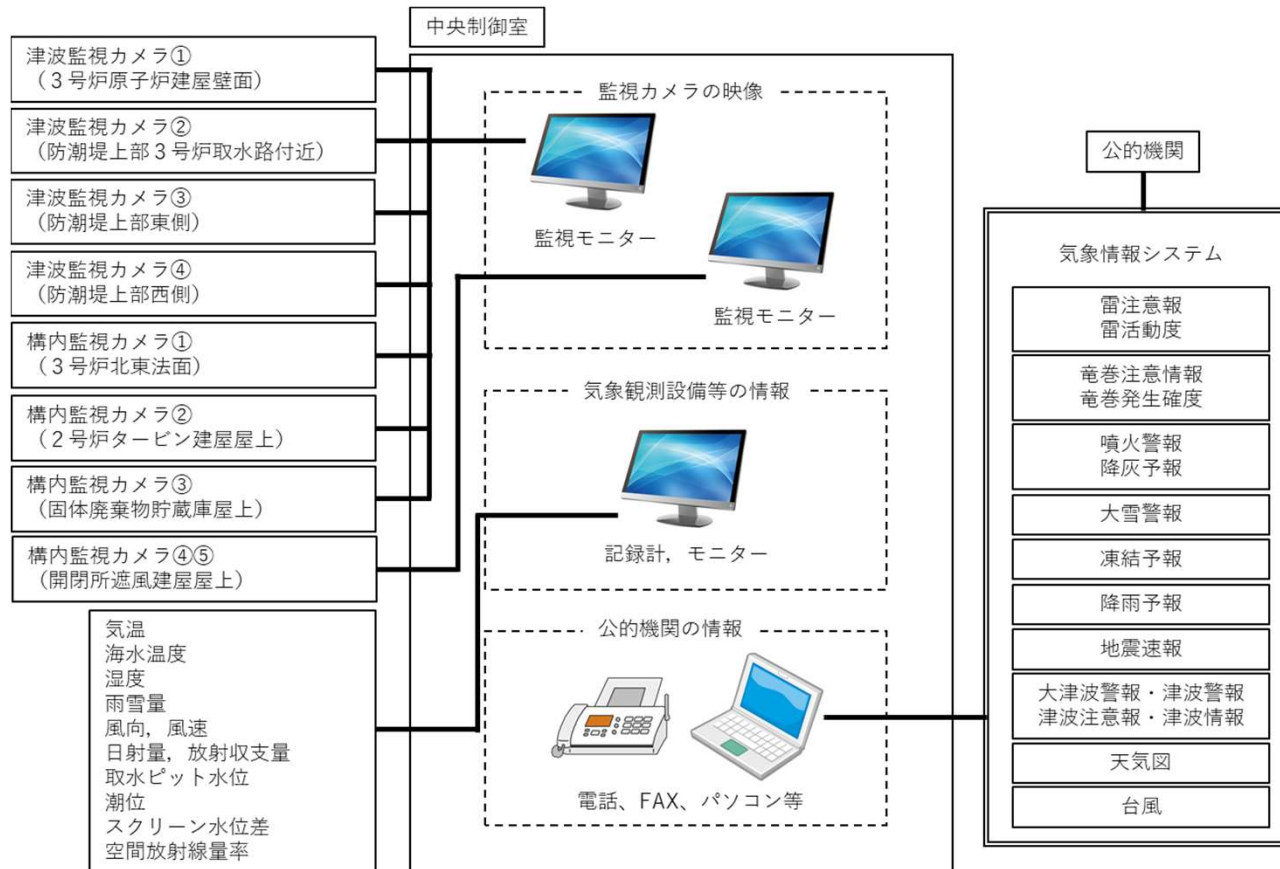 中央制御室
津波監視カメラ①
（３号炉原子炉建屋壁面）
津波監視カメラ②
（防潮堤上部３号炉取水路付近）
津波監視カメラ③
（防潮堤上部東側）
津波監視カメラ④
（防潮堤上部西側）
構内監視カメラ①
（３号炉北東法面）
構内監視カメラ②
（２号炉タービン建屋屋上）
構内監視カメラ③
（固体廃棄物貯蔵庫屋上）
構内監視カメラ④⑤
（開閉所遮風建屋屋上）
気温
海水温度
湿度
雨雪量
風向，風速
日射量，放射収支量
取水ピット水位
潮位
スクリーン水位差
空間放射線量率
監視カメラの映像
監視モニター
監視モニター
気象観測設備等の情報
記録計，モニター
公的機関の情報
電話、FAX、パソコン等
公的機関
気象情報システム
雷注意報
雷活動度
竜巻注意情報
竜巻発生確度
噴火警報
降灰予報
大雪警報
凍結予報
降雨予報
地震速報
大津波警報・津波警報
津波注意報・津波情報
天気図
台風